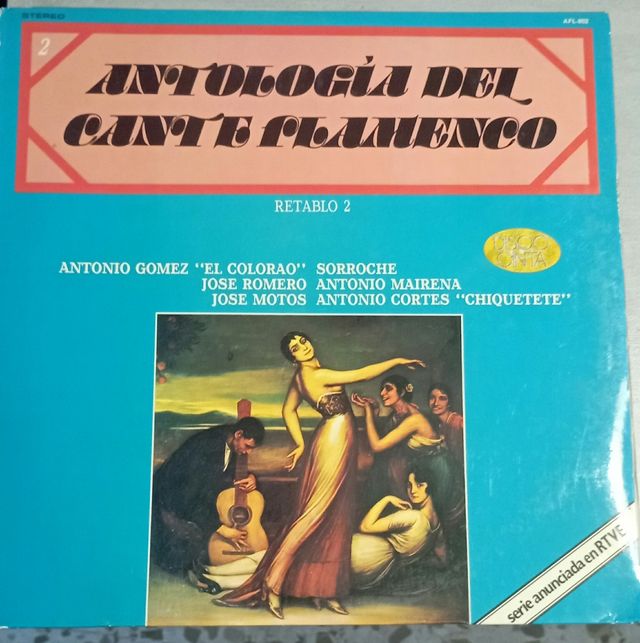 STEREO
AFL-802
2
ANTOLOGÍA DEL
CANTE FLAMENCO
RETABLO 2
DISCO
CINTA
ANTONIO GOMEZ "EL COLORAO" SORROCHE
JOSE ROMERO ANTONIO MAIRENA
JOSE MOTOS ANTONIO CORTES "CHIQUETETE"
serie anunciada en RTVE